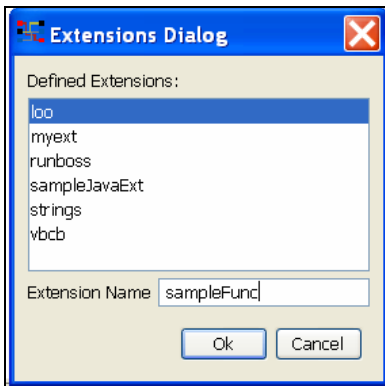 Extensions Dialog
Defined Extensions:
loo
myext
runboss
sampleJavaExt
strings
vbcb
Extension Name sampleFunc
Ok Cancel